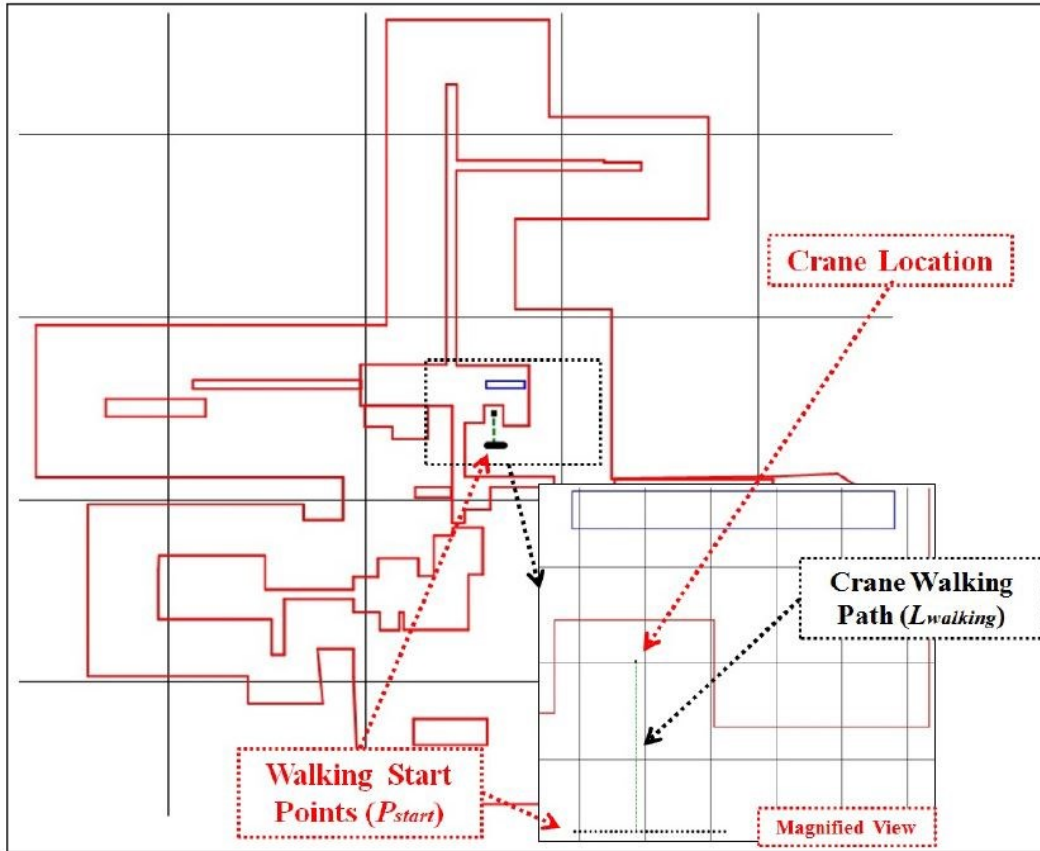 Crane Location
Crane Walking
Path (Lwalking)
Walking Start
Points (Pstart)
Magnified View